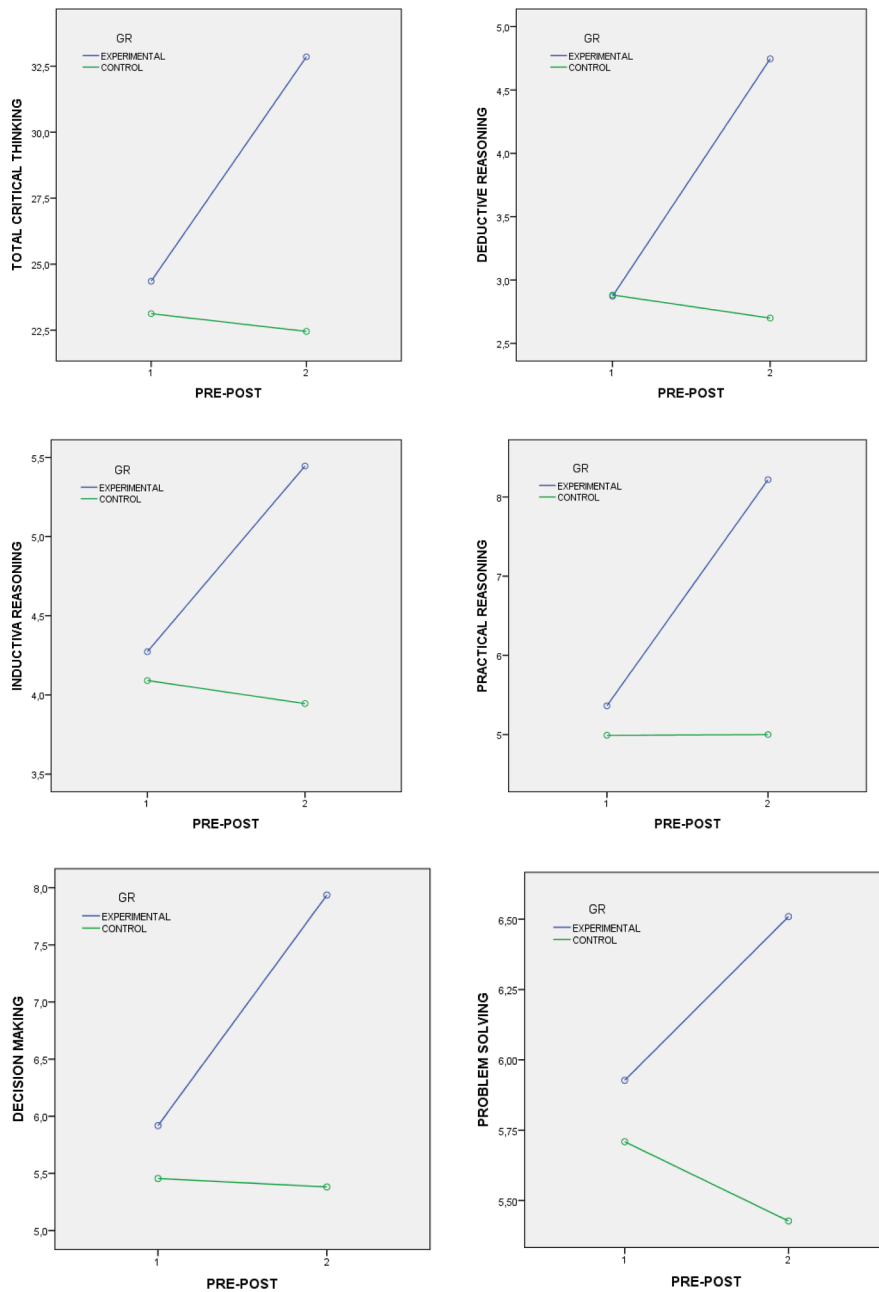 GR
EXPERIMENTAL
CONTROL
TOTAL CRITICAL THINKING
32,5
30,0
27,5
25,0
22,5
1
2
PRE-POST
GR
EXPERIMENTAL
CONTROL
DEDUCTIVE REASONING
5,0
4,5
4,0
3,5
3,0
2,5
1
2
PRE-POST
GR
EXPERIMENTAL
CONTROL
INDUCTIVA REASONING
5,5
5,0
4,5
4,0
3,5
1
2
PRE-POST
GR
EXPERIMENTAL
CONTROL
PRACTICAL REASONING
8
7
6
5
1
2
PRE-POST
GR
EXPERIMENTAL
CONTROL
DECISION MAKING
8,0
7,5
7,0
6,5
6,0
5,5
5,0
1
2
PRE-POST
GR
EXPERIMENTAL
CONTROL
PROBLEM SOLVING
6,50
6,25
6,00
5,75
5,50
1
2
PRE-POST